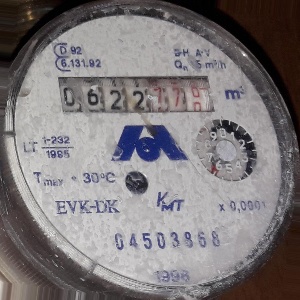 D 92
6.131.92
B-H A-V
Qn 5 m³/h
0622779 m³
LT 1-232
1995
Tmax = 30°C
EVK-DK
KMT
x 0,0001
04503868
1996